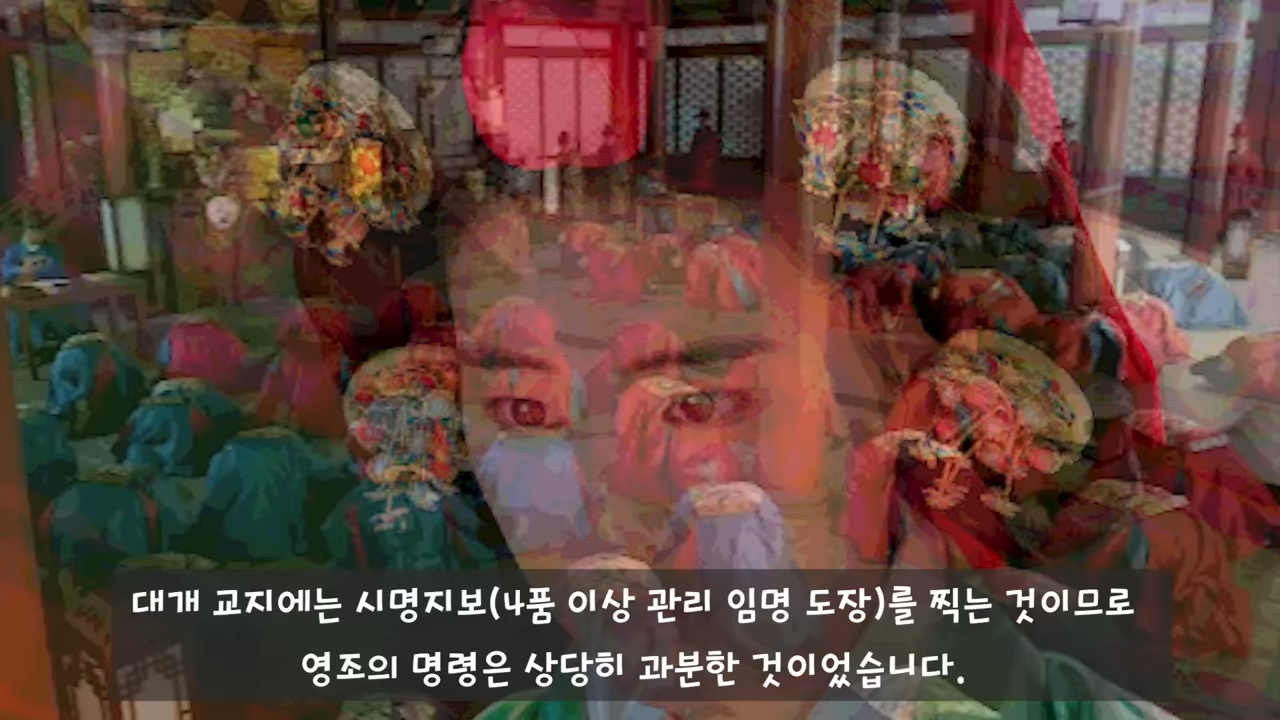 대개 교지에는 시명지보(4품 이상 관리 임명 도장)를 찍는 것이므로
영조의 명령은 상당히 과분한 것이었습니다.